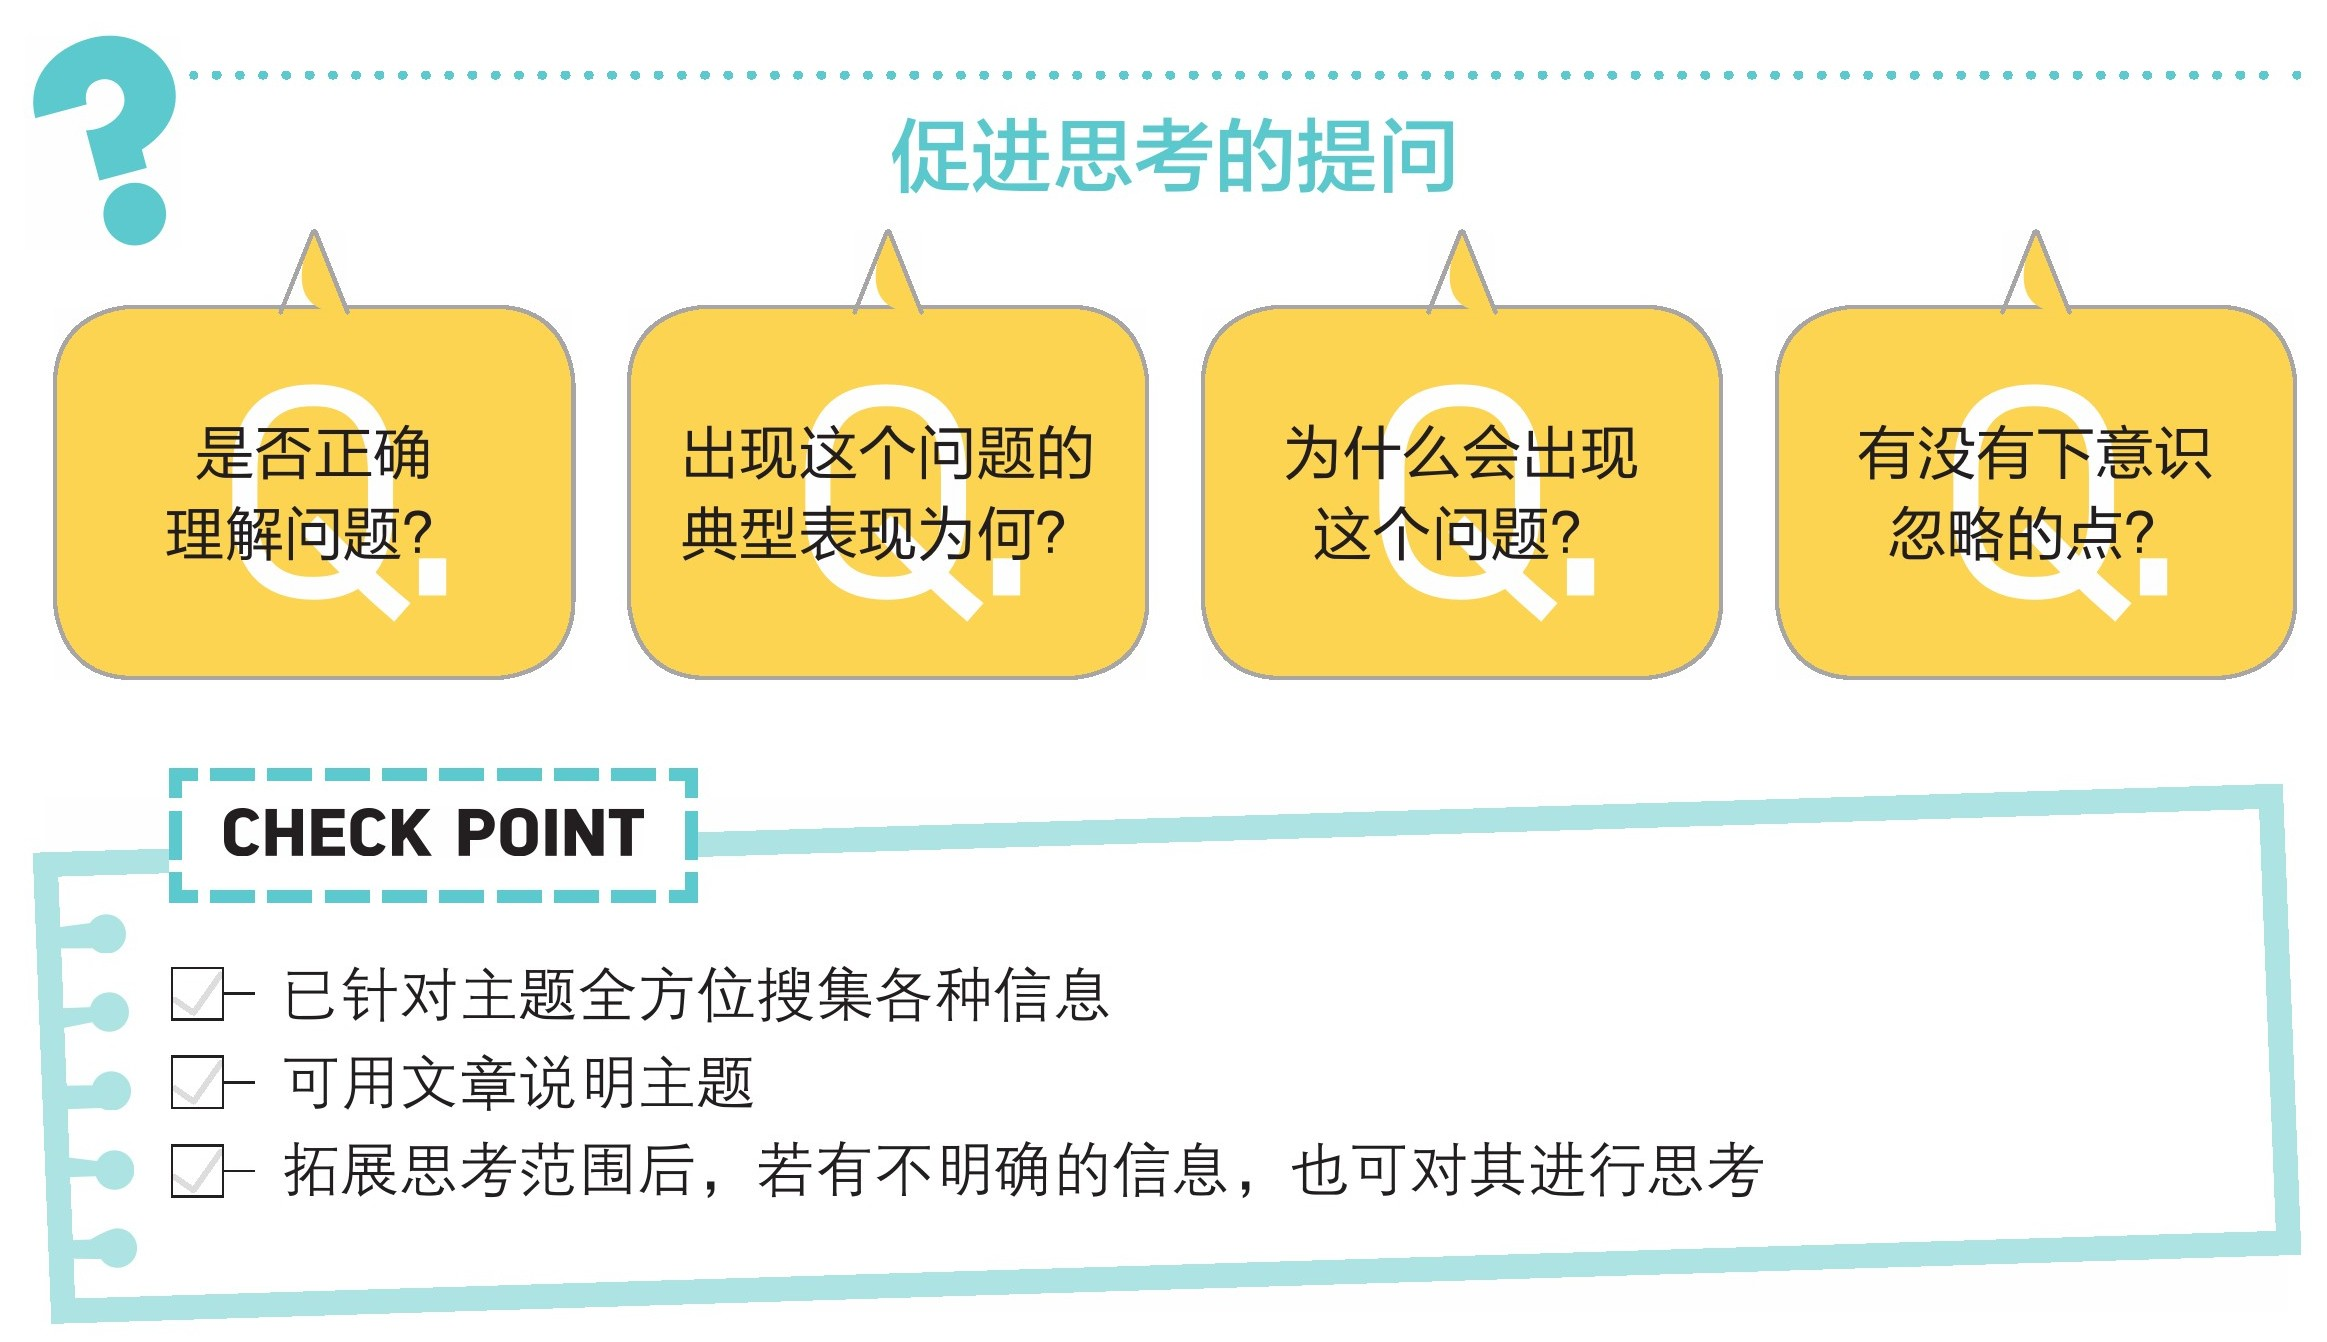 促进思考的提问
Q.
是否正确
理解问题?
Q.
出现这个问题的
典型表现为何?
Q.
为什么会出现
这个问题?
Q.
有没有下意识
忽略的点?
CHECK POINT
已针对主题全方位搜集各种信息
可用文章说明主题
拓展思考范围后，若有不明确的信息，也可对其进行思考